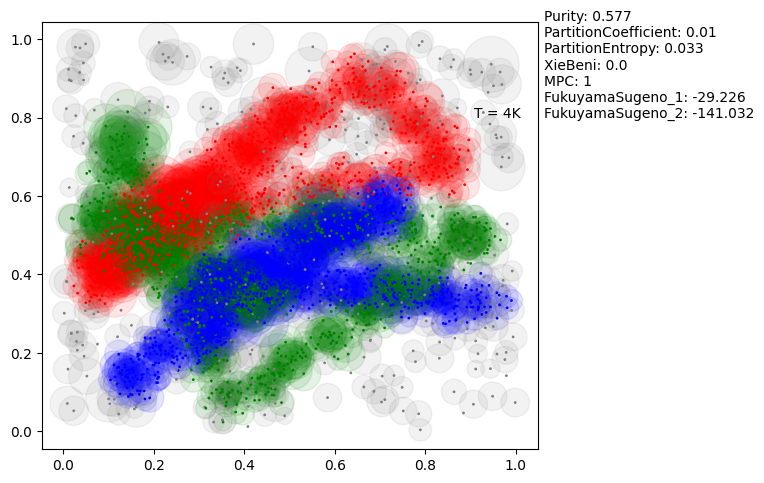 Purity: 0.577
PartitionCoefficient: 0.01
PartitionEntropy: 0.033
XieBeni: 0.0
MPC: 1
FukuyamaSugeno_1: -29.226
FukuyamaSugeno_2: -141.032
T = 4K
1.0
0.8
0.6
0.4
0.2
0.0
0.0 0.2 0.4 0.6 0.8 1.0